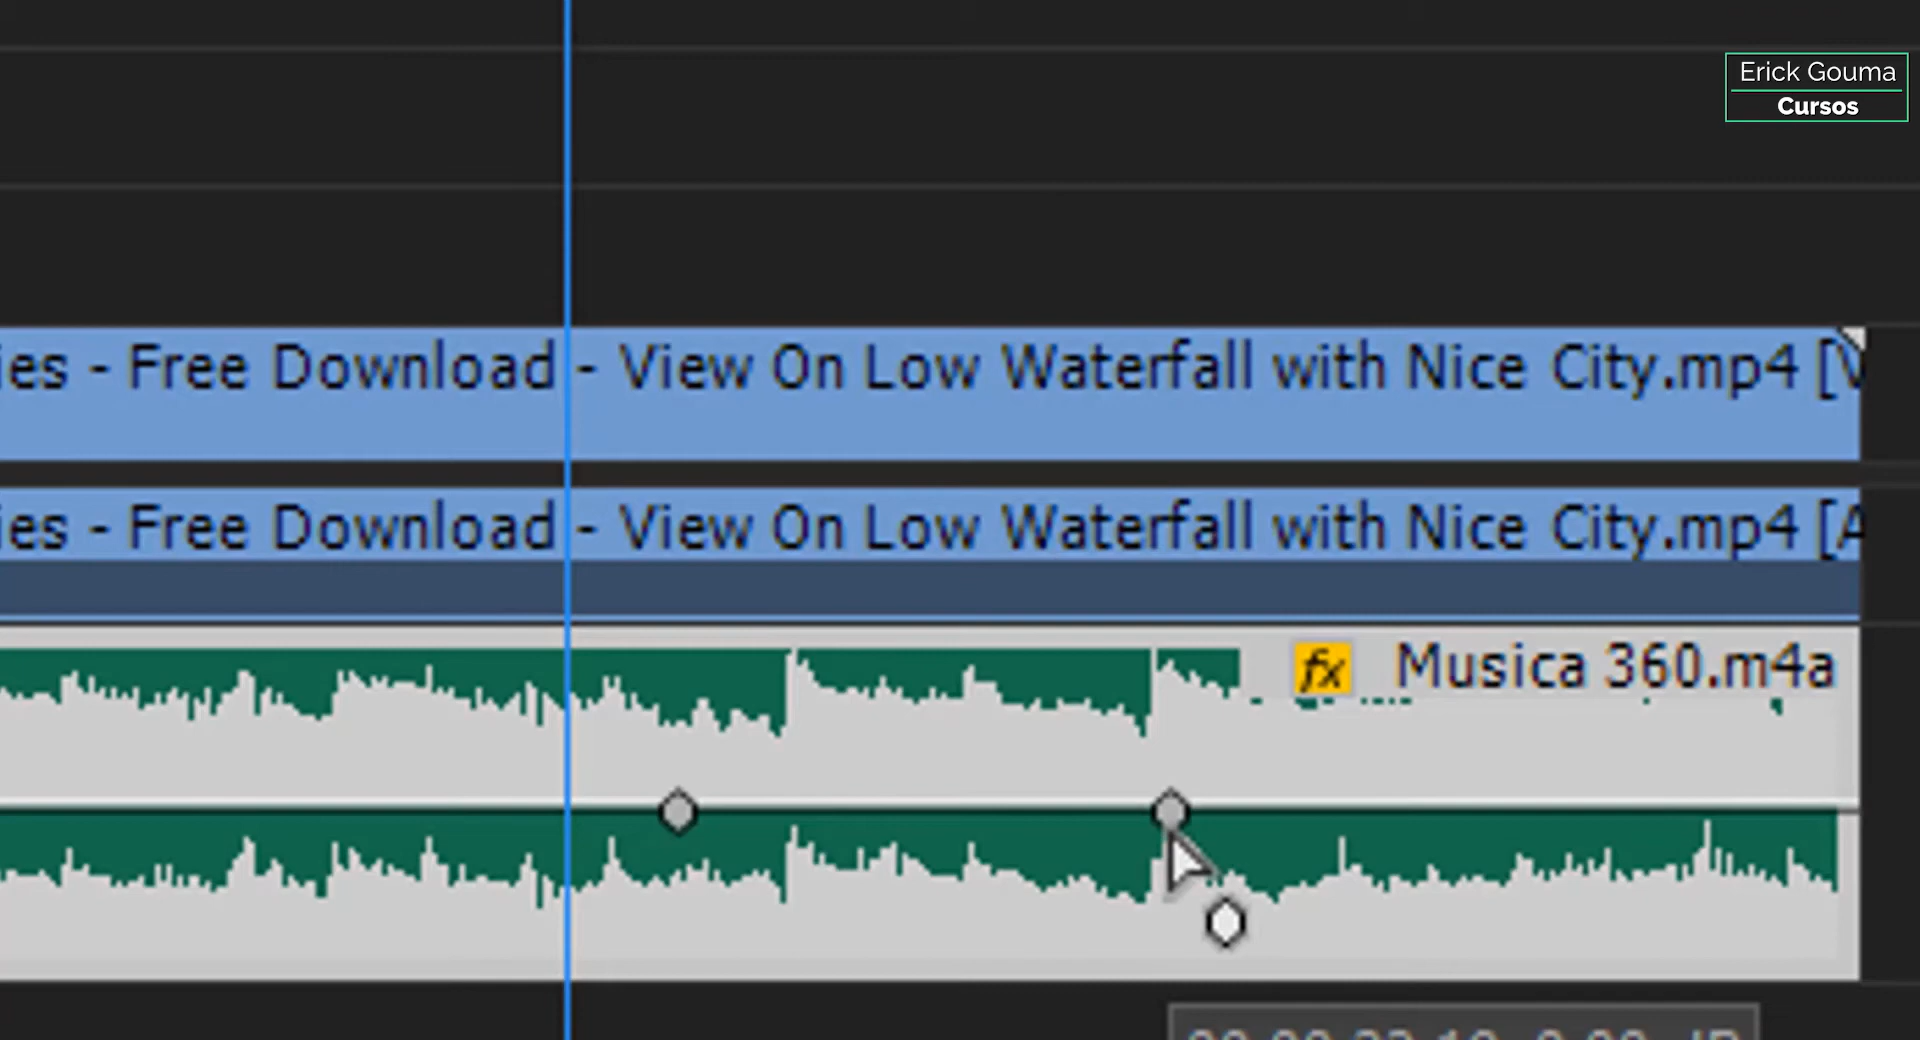 Erick Gouma
Cursos
ies - Free Download - View On Low Waterfall with Nice City.mp4 [V
ies - Free Download - View On Low Waterfall with Nice City.mp4 [A
fx Musica 360.m4a